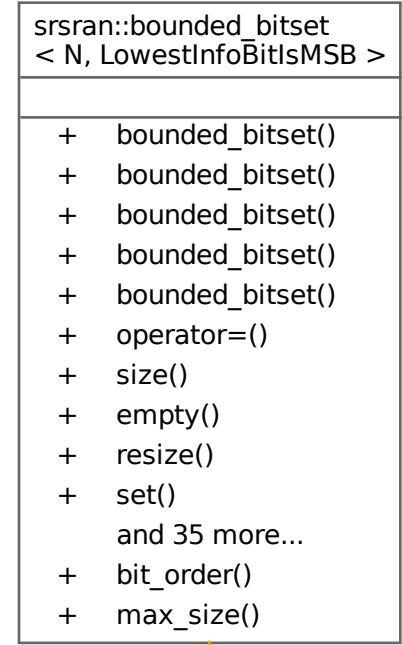 srsran::bounded_bitset
< N, LowestInfoBitIsMSB >
+ bounded_bitset()
+ bounded_bitset()
+ bounded_bitset()
+ bounded_bitset()
+ bounded_bitset()
+ operator=()
+ size()
+ empty()
+ resize()
+ set()
and 35 more...
+ bit_order()
+ max_size()